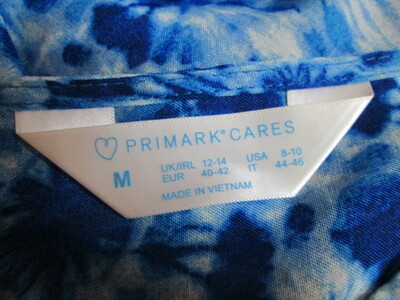 PRIMARK® CARES
M UK/IRL 12-14 USA 8-10
EUR 40-42 IT 44-46
MADE IN VIETNAM